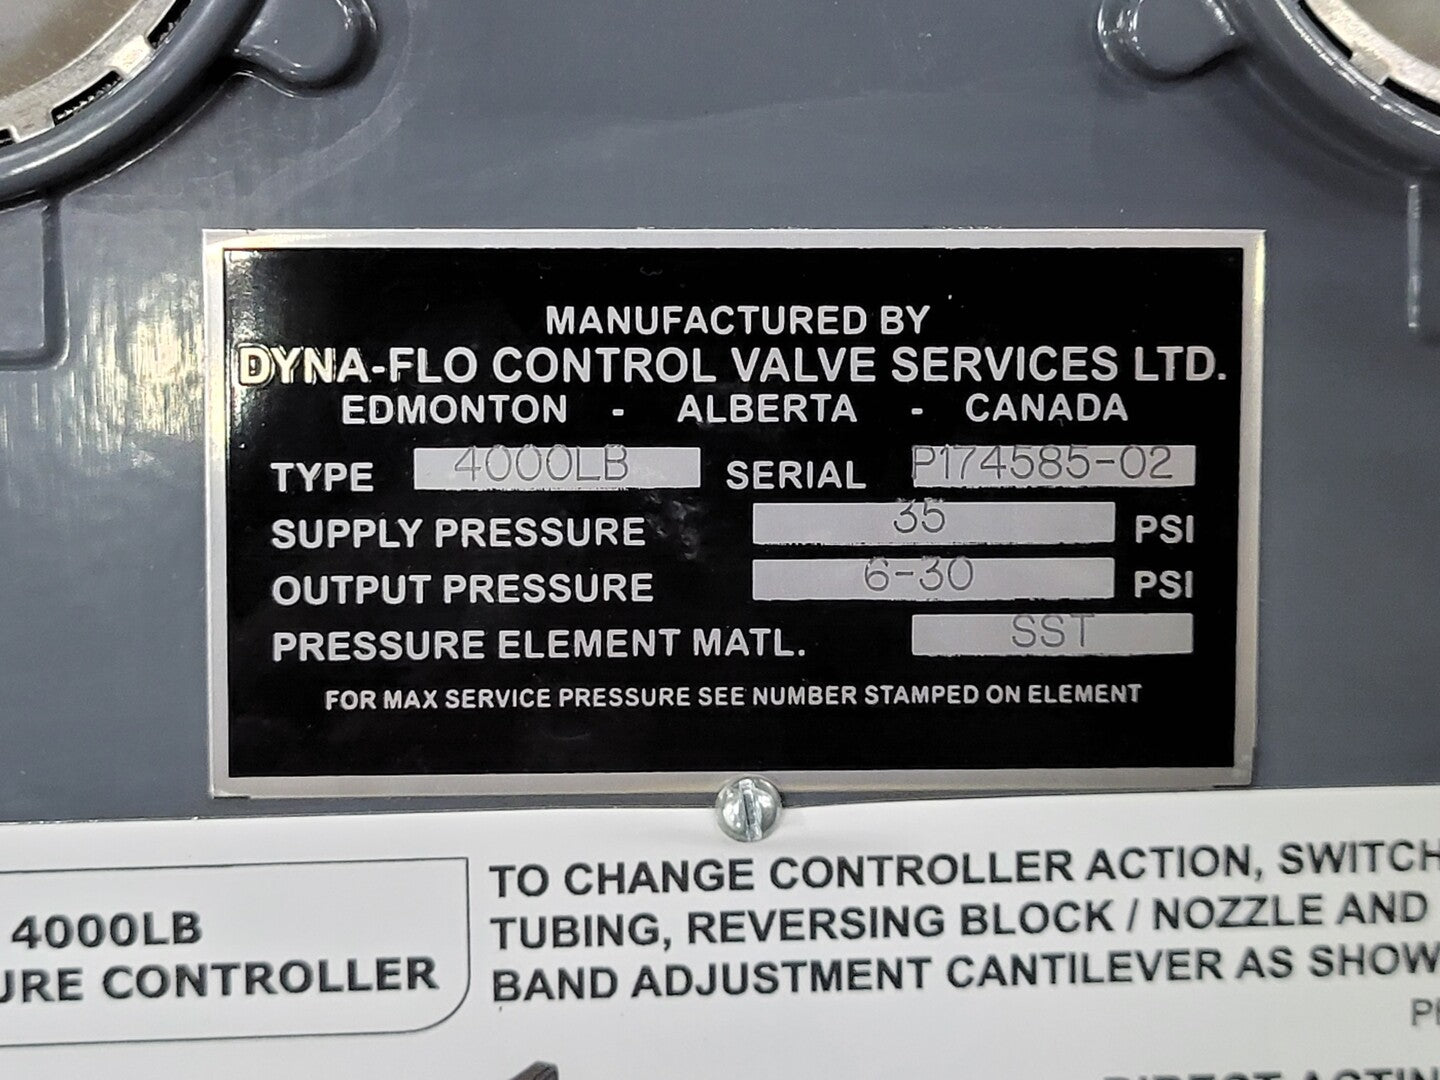 MANUFACTURED BY
DYNA-FLO CONTROL VALVE SERVICES LTD.
EDMONTON - ALBERTA - CANADA
TYPE 4000LB SERIAL P174585-02
SUPPLY PRESSURE 35 PSI
OUTPUT PRESSURE 6-30 PSI
PRESSURE ELEMENT MATL. SST
FOR MAX SERVICE PRESSURE SEE NUMBER STAMPED ON ELEMENT
4000LB
URE CONTROLLER
TO CHANGE CONTROLLER ACTION, SWITCH
TUBING, REVERSING BLOCK / NOZZLE AND
BAND ADJUSTMENT CANTILEVER AS SHOW